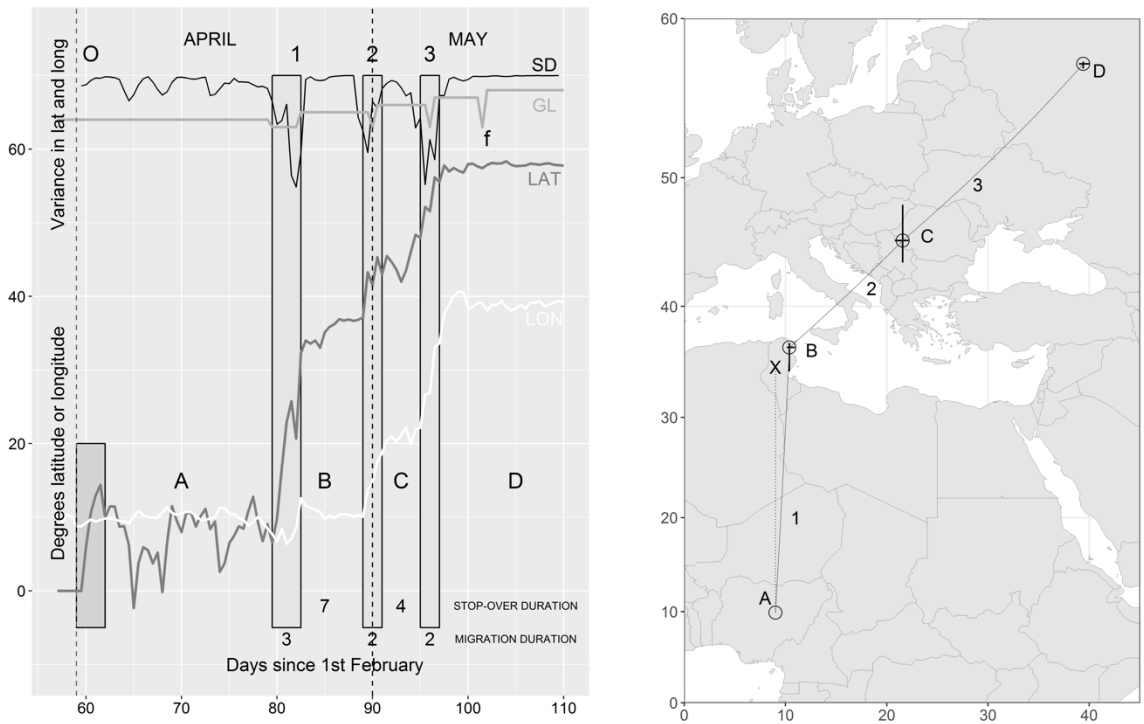 APRIL MAY
O 1 2 3
SD
GL
f
LAT
LON
A B C D
7 4 STOP-OVER DURATION
3 2 2 MIGRATION DURATION
Days since 1st February
Variance in lat and long
Degrees latitude or longitude
60
40
20
0
60 70 80 90 100 110
60
50
40
30
20
10
0
0 10 20 30 40
D
3
C
2
B
X
1
A